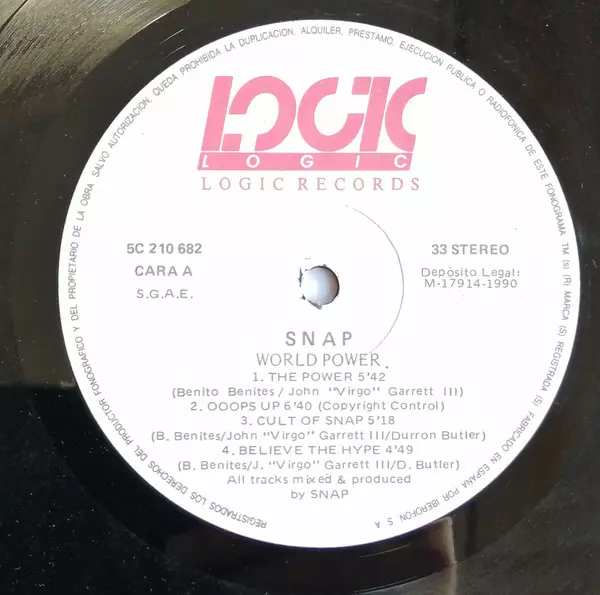 REGISTRADOS LOS DERECHOS DEL PRODUCTOR FONOGRAFICO Y DEL PROPIETARIO DE LA OBRA. SALVO AUTORIZACION, QUEDA PROHIBIDA LA DUPLICACION, ALQUILER, PRESTAMO, EJECUCION PUBLICA O RADIOFONICA DE ESTE FONOGRAMA TM (s) (R) MARCA (S) REGISTRADA (S) FABRICADO EN ESPAÑA POR IBEROFON, S. A.
LOGIC
LOGIC
LOGIC RECORDS
5C 210 682
33 STEREO
CARA A
Depósito Legal:
S.G.A.E.
M-17914-1990
SNAP
WORLD POWER
1. THE POWER 5'42
(Benito Benites / John "Virgo" Garrett III)
2. OOOPS UP 6'40 (Copyright Control)
3. CULT OF SNAP 5'18
(B. Benites/John "Virgo" Garrett III/Durron Butler)
4. BELIEVE THE HYPE 4'49
(B. Benites/J. "Virgo" Garrett III/D. Butler)
All tracks mixed & produced
by SNAP